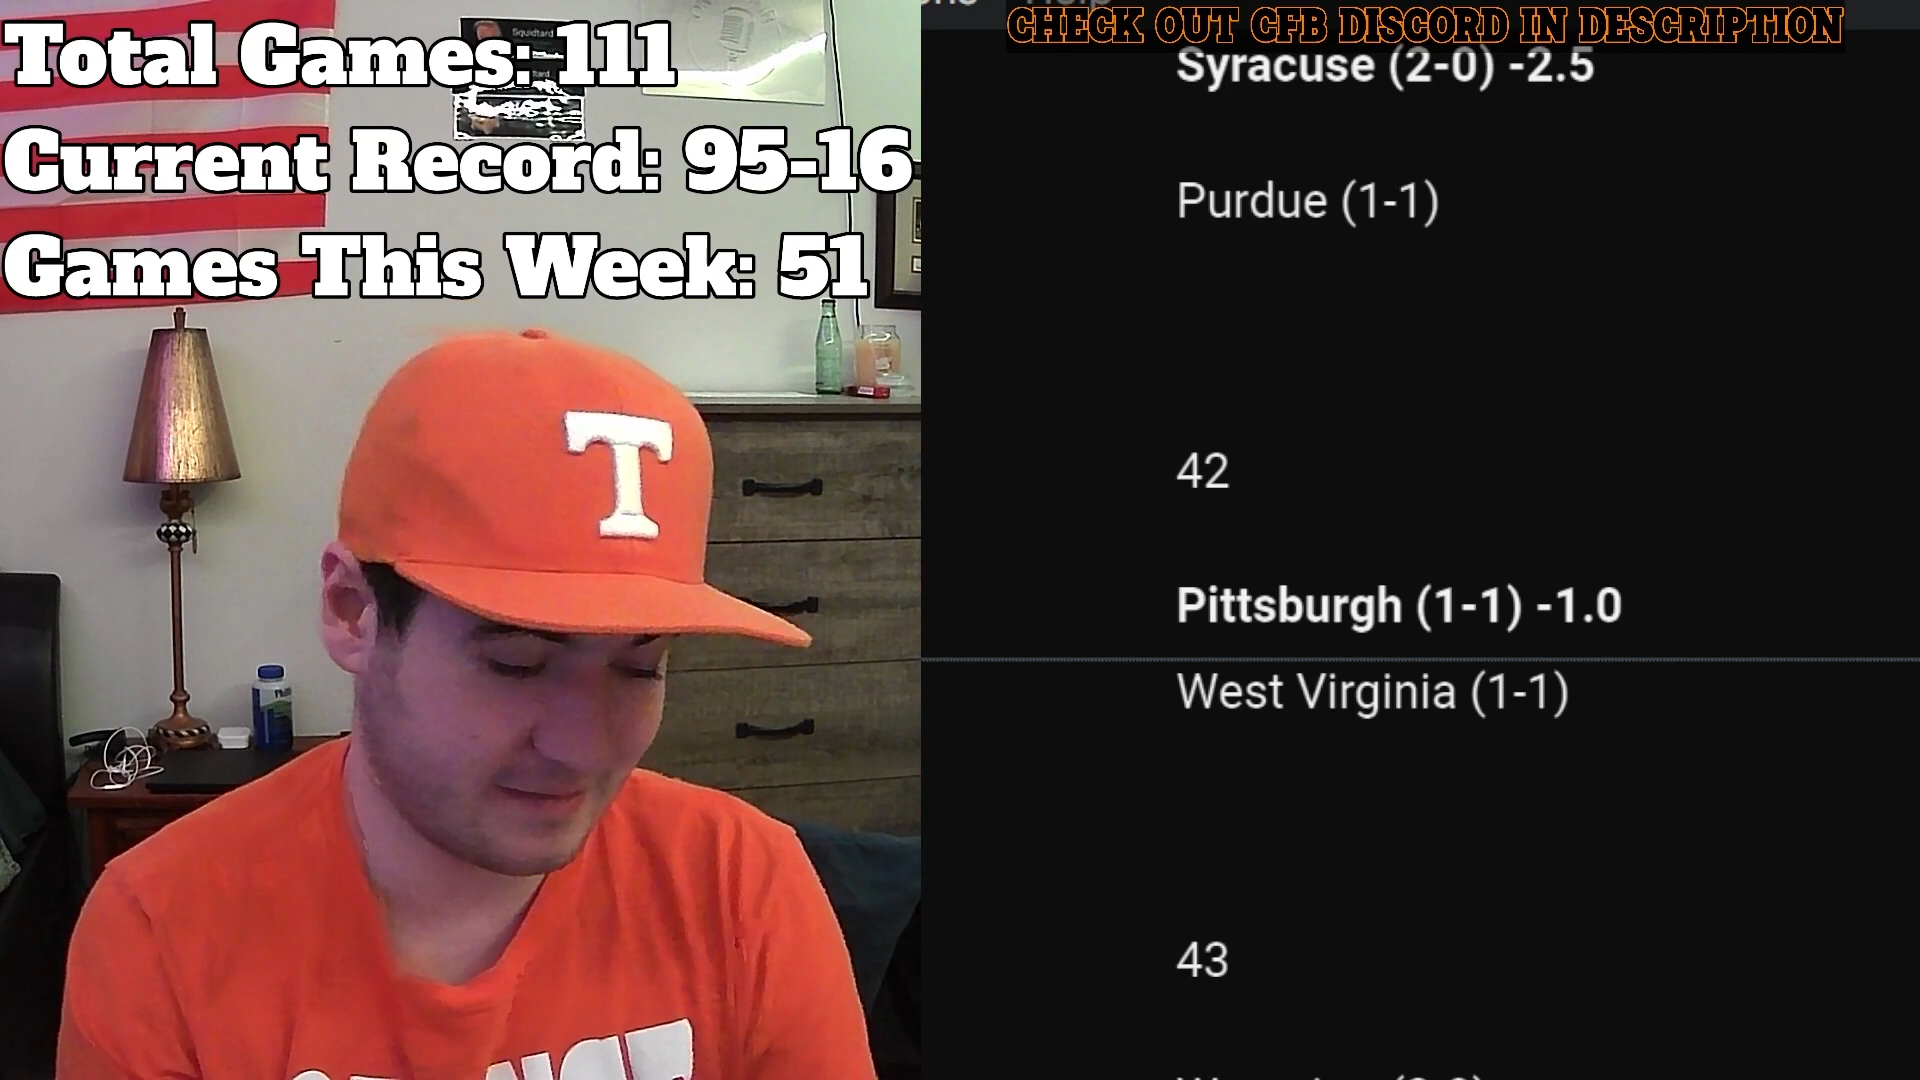 Total Games: 111
Current Record: 95-16
Games This Week: 51
CHECK OUT CFB DISCORD IN DESCRIPTION
Syracuse (2-0) -2.5
Purdue (1-1)
42
Pittsburgh (1-1) -1.0
West Virginia (1-1)
43
T